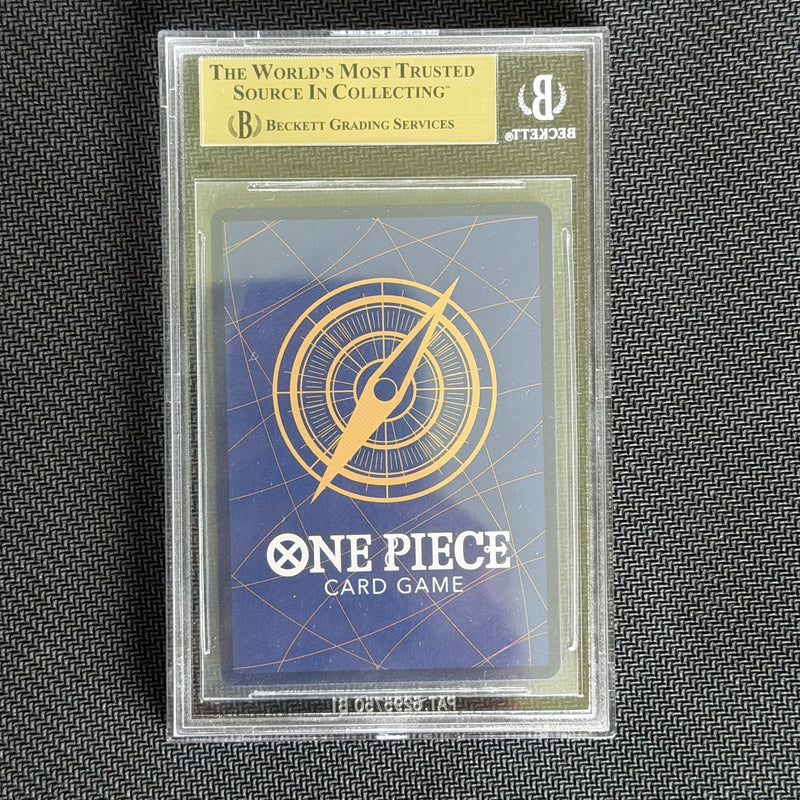 THE WORLD'S MOST TRUSTED
SOURCE IN COLLECTING™
B BECKETT GRADING SERVICES
B
BECKETT®
ONE PIECE
CARD GAME